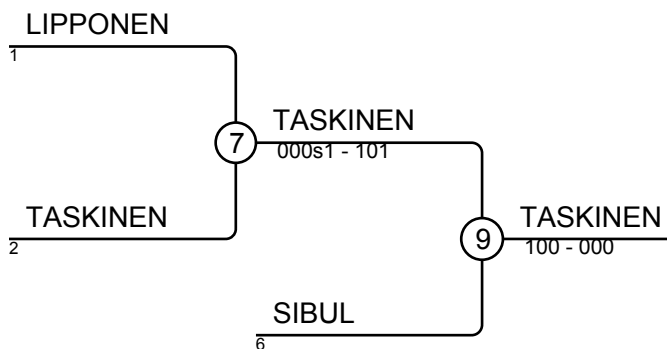 LIPPONEN
1
TASKINEN
7
000s1 - 101
TASKINEN
2
TASKINEN
9
100 - 000
SIBUL
6